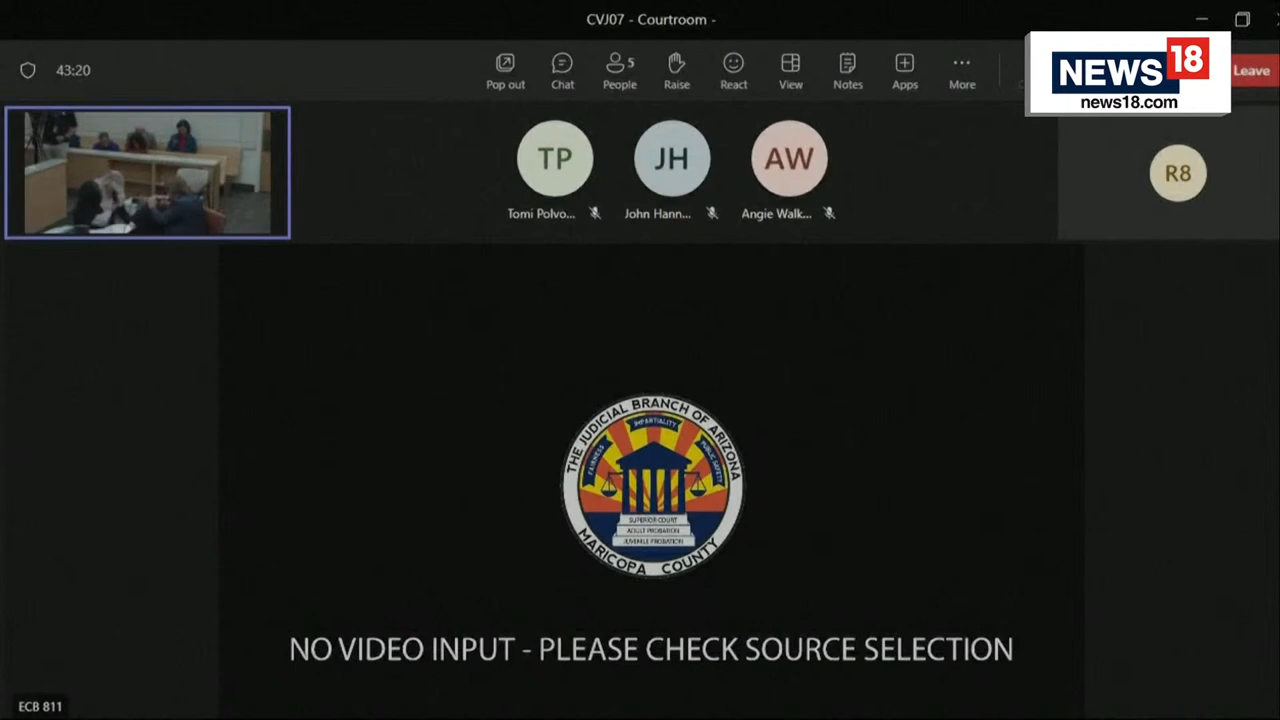 CVJ07 - Courtroom -
43:20
Pop out
Chat
5
People
Raise
React
View
Notes
Apps
More
Leave
NEWS 18
news18.com
TP
JH
AW
R8
Tomi Polvo...
John Hann...
Angie Walk...
THE JUDICIAL BRANCH OF ARIZONA
IMPARTIALITY
FAIRNESS
PUBLIC SAFETY
SUPERIOR COURT
ADULT PROBATION
JUVENILE PROBATION
MARICOPA COUNTY
NO VIDEO INPUT - PLEASE CHECK SOURCE SELECTION
ECB 811